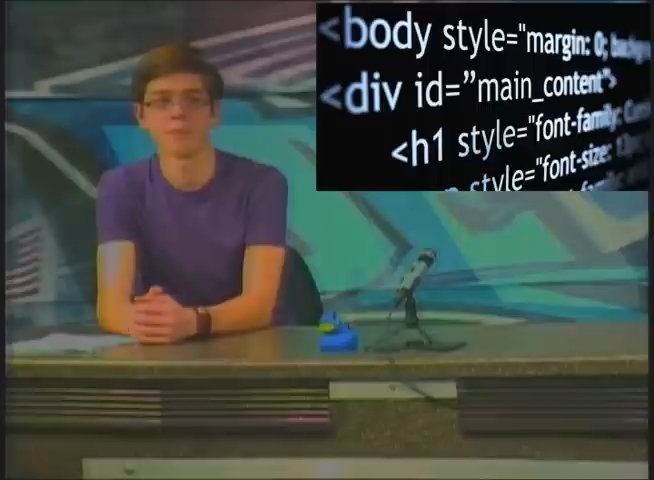 <body style="margin: 0;
<div id=”main_content">
<h1 style="font-family:
style="font-size: